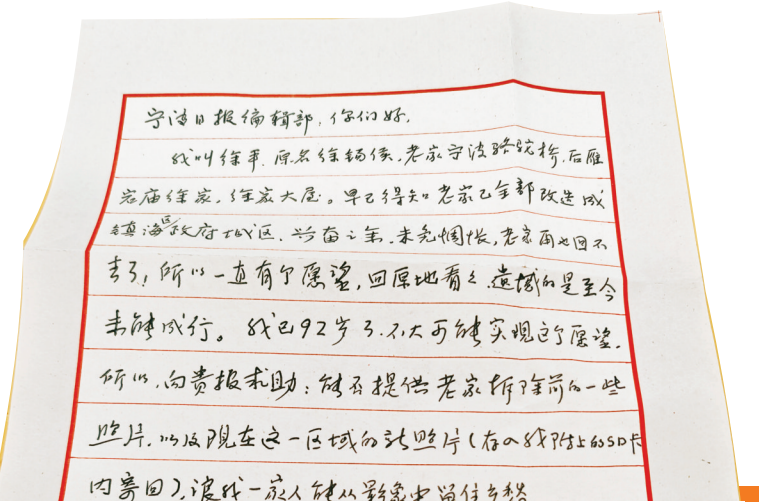 宁波日报编辑部，你们好，
我叫徐平，原名徐锡侯，老家宁波骆驼桥，后雁
宕庙徐家，徐家大屋。早已得知老家已全部改造成
镇海区政府城区，兴奋之余，未免惆怅，老家再也回不
去了！所以一直有个愿望，回原地看看，遗憾的是至今
未能成行。我已92岁了，不大可能实现这个愿望，
所以，向贵报求助：能否提供老家拆除前的一些
照片，以及现在这一区域的新照片（存入我附上的SD卡
内寄回），让我一家人能从影像中留住乡愁